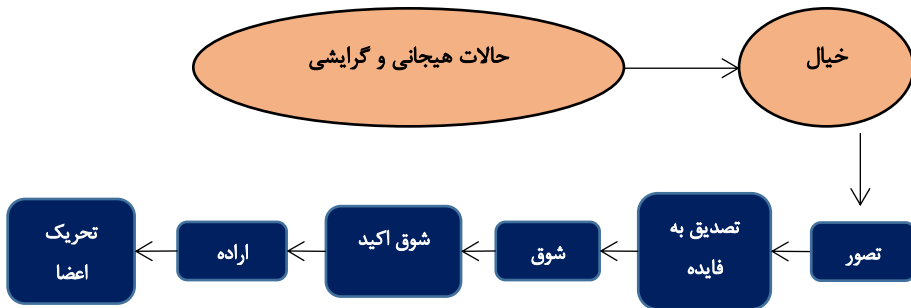 حالات هیجانی و گرایشی
خیال
تصور
تصدیق به
فایده
شوق
شوق اکید
اراده
تحریک
اعضا